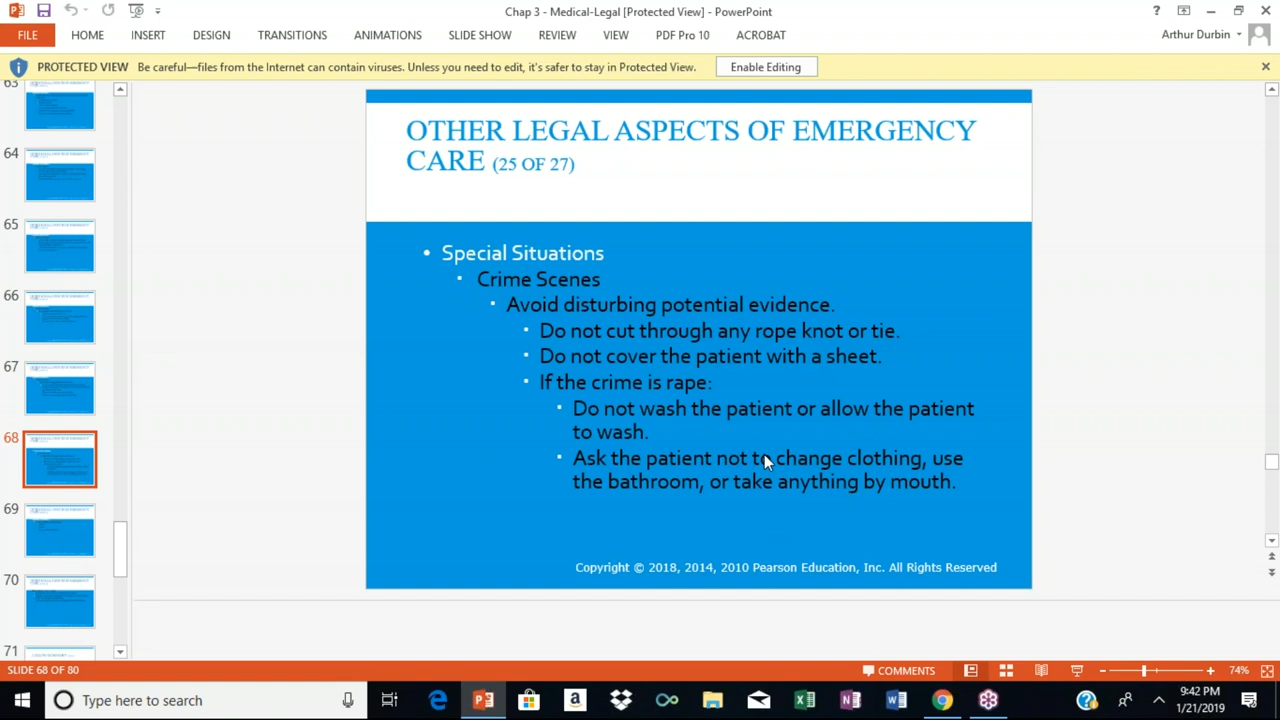 Chap 3 - Medical-Legal [Protected View] - PowerPoint
FILE HOME INSERT DESIGN TRANSITIONS ANIMATIONS SLIDE SHOW REVIEW VIEW PDF Pro 10 ACROBAT Arthur Durbin
PROTECTED VIEW Be careful—files from the Internet can contain viruses. Unless you need to edit, it's safer to stay in Protected View. Enable Editing
63
64
65
66
67
68
69
70
71
OTHER LEGAL ASPECTS OF EMERGENCY
CARE (25 OF 27)
• Special Situations
▪ Crime Scenes
▪ Avoid disturbing potential evidence.
▪ Do not cut through any rope knot or tie.
▪ Do not cover the patient with a sheet.
▪ If the crime is rape:
▪ Do not wash the patient or allow the patient
to wash.
▪ Ask the patient not to change clothing, use
the bathroom, or take anything by mouth.
Copyright © 2018, 2014, 2010 Pearson Education, Inc. All Rights Reserved
SLIDE 68 OF 80 COMMENTS 74%
Type here to search
9:42 PM
1/21/2019